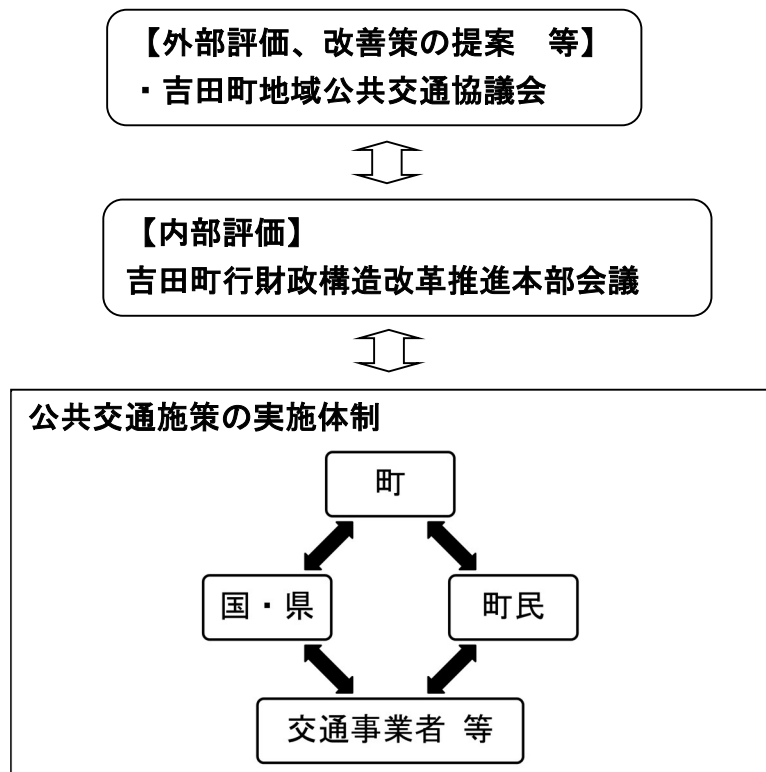 【外部評価、改善策の提案　等】
・吉田町地域公共交通協議会
【内部評価】
吉田町行財政構造改革推進本部会議
公共交通施策の実施体制
町
国・県
町民
交通事業者 等